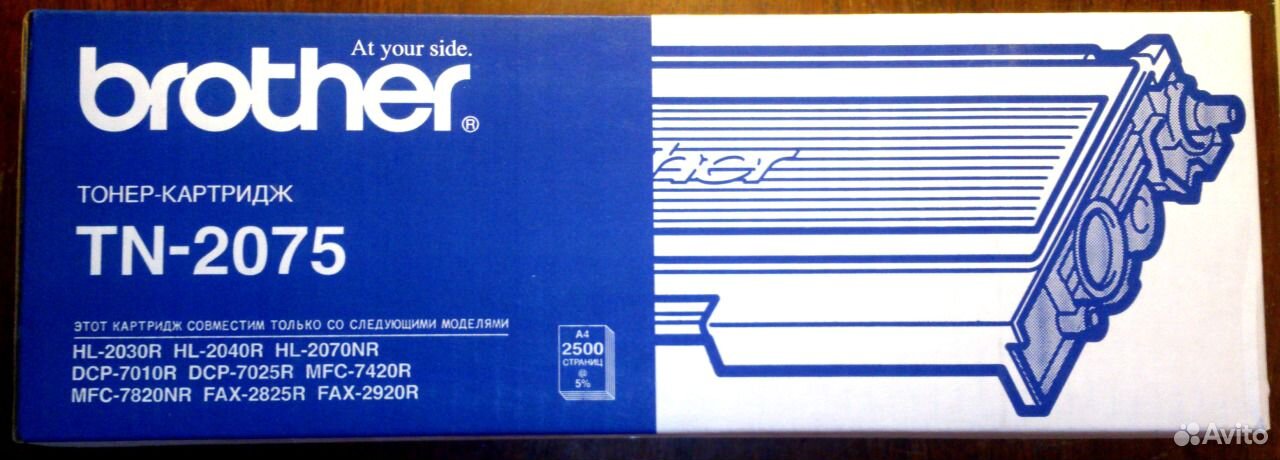 At your side.
brother®
ТОНЕР-КАРТРИДЖ
TN-2075
ЭТОТ КАРТРИДЖ СОВМЕСТИМ ТОЛЬКО СО СЛЕДУЮЩИМИ МОДЕЛЯМИ
HL-2030R HL-2040R HL-2070NR
DCP-7010R DCP-7025R MFC-7420R
MFC-7820NR FAX-2825R FAX-2920R
A4
2500
СТРАНИЦ
@
5%
Avito